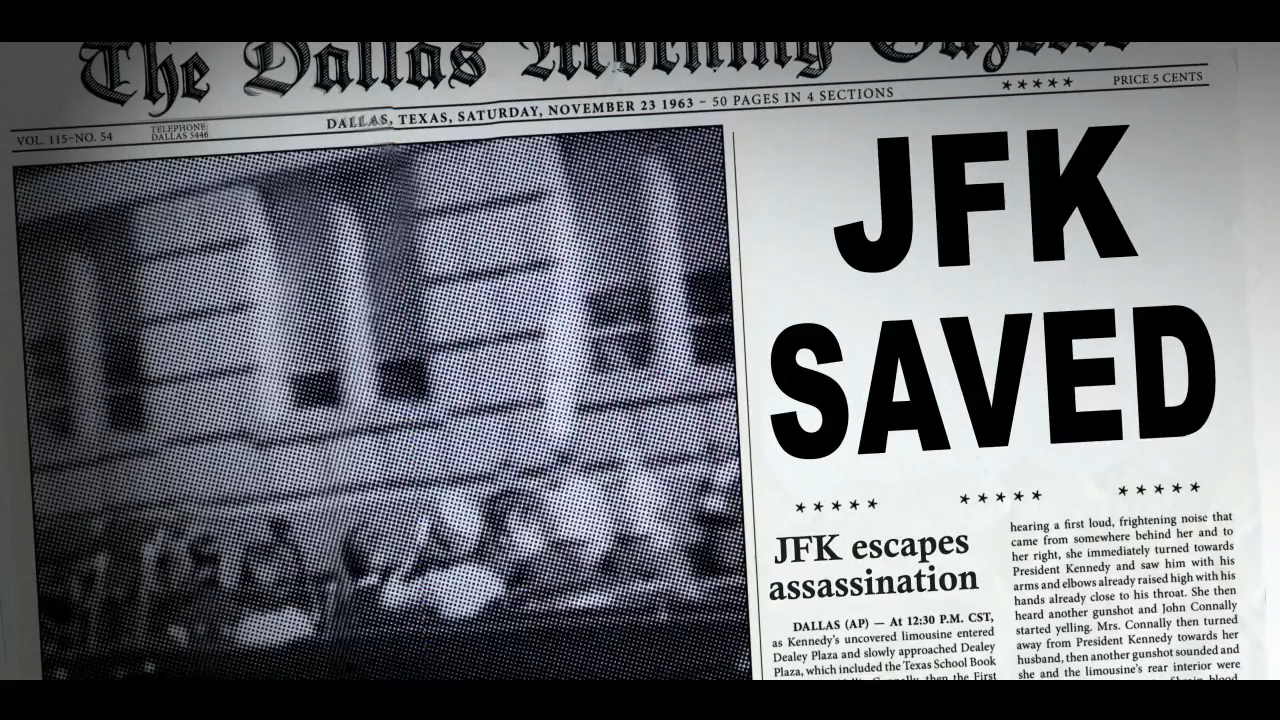 The Dallas Morning Gazette
VOL. 115–NO. 54
TELEPHONE:
DALLAS 5446
DALLAS, TEXAS, SATURDAY, NOVEMBER 23 1963 – 50 PAGES IN 4 SECTIONS
★★★★★
PRICE 5 CENTS
JFK
SAVED
★★★★★ ★★★★★ ★★★★★
JFK escapes
assassination
DALLAS (AP) — At 12:30 P.M. CST,
as Kennedy's uncovered limousine entered
Dealey Plaza and slowly approached Dealey
Plaza, which included the Texas School Book
then the First
hearing a first loud, frightening noise that
came from somewhere behind her and to
her right, she immediately turned towards
President Kennedy and saw him with his
arms and elbows already raised high with his
hands already close to his throat. She then
heard another gunshot and John Connally
started yelling. Mrs. Connally then turned
away from President Kennedy towards her
husband, then another gunshot sounded and
she and the limousine's rear interior were
blood